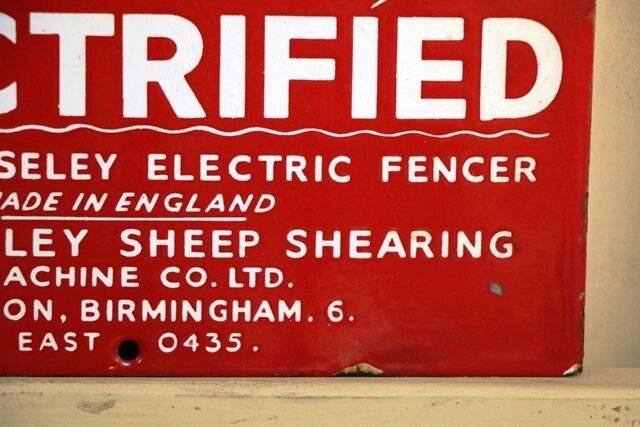 CTRIFIED
SELEY ELECTRIC FENCER
ADE IN ENGLAND
LEY SHEEP SHEARING
ACHINE CO. LTD.
ON, BIRMINGHAM. 6.
EAST 0435.